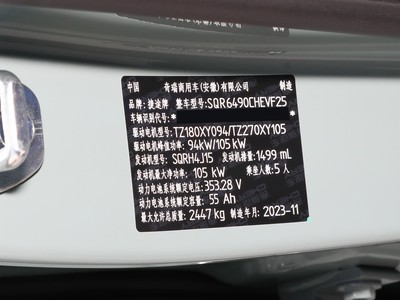 中国 奇瑞商用车(安徽)有限公司 制造
品牌:捷途牌 整车型号:SQR6490CHEVF25
车辆识别代号:*
*
驱动电机型号:TZ180XY094/TZ270XY105
驱动电机峰值功率:94kW/105 kW
发动机型号:SQRH4J15 发动机排量:1499 mL
发动机最大净功率:105 kW 乘坐人数:5人
动力电池系统额定电压:353.28 V
动力电池系统额定容量:55 Ah
最大允许总质量:2447 kg 制造年月:2023-11